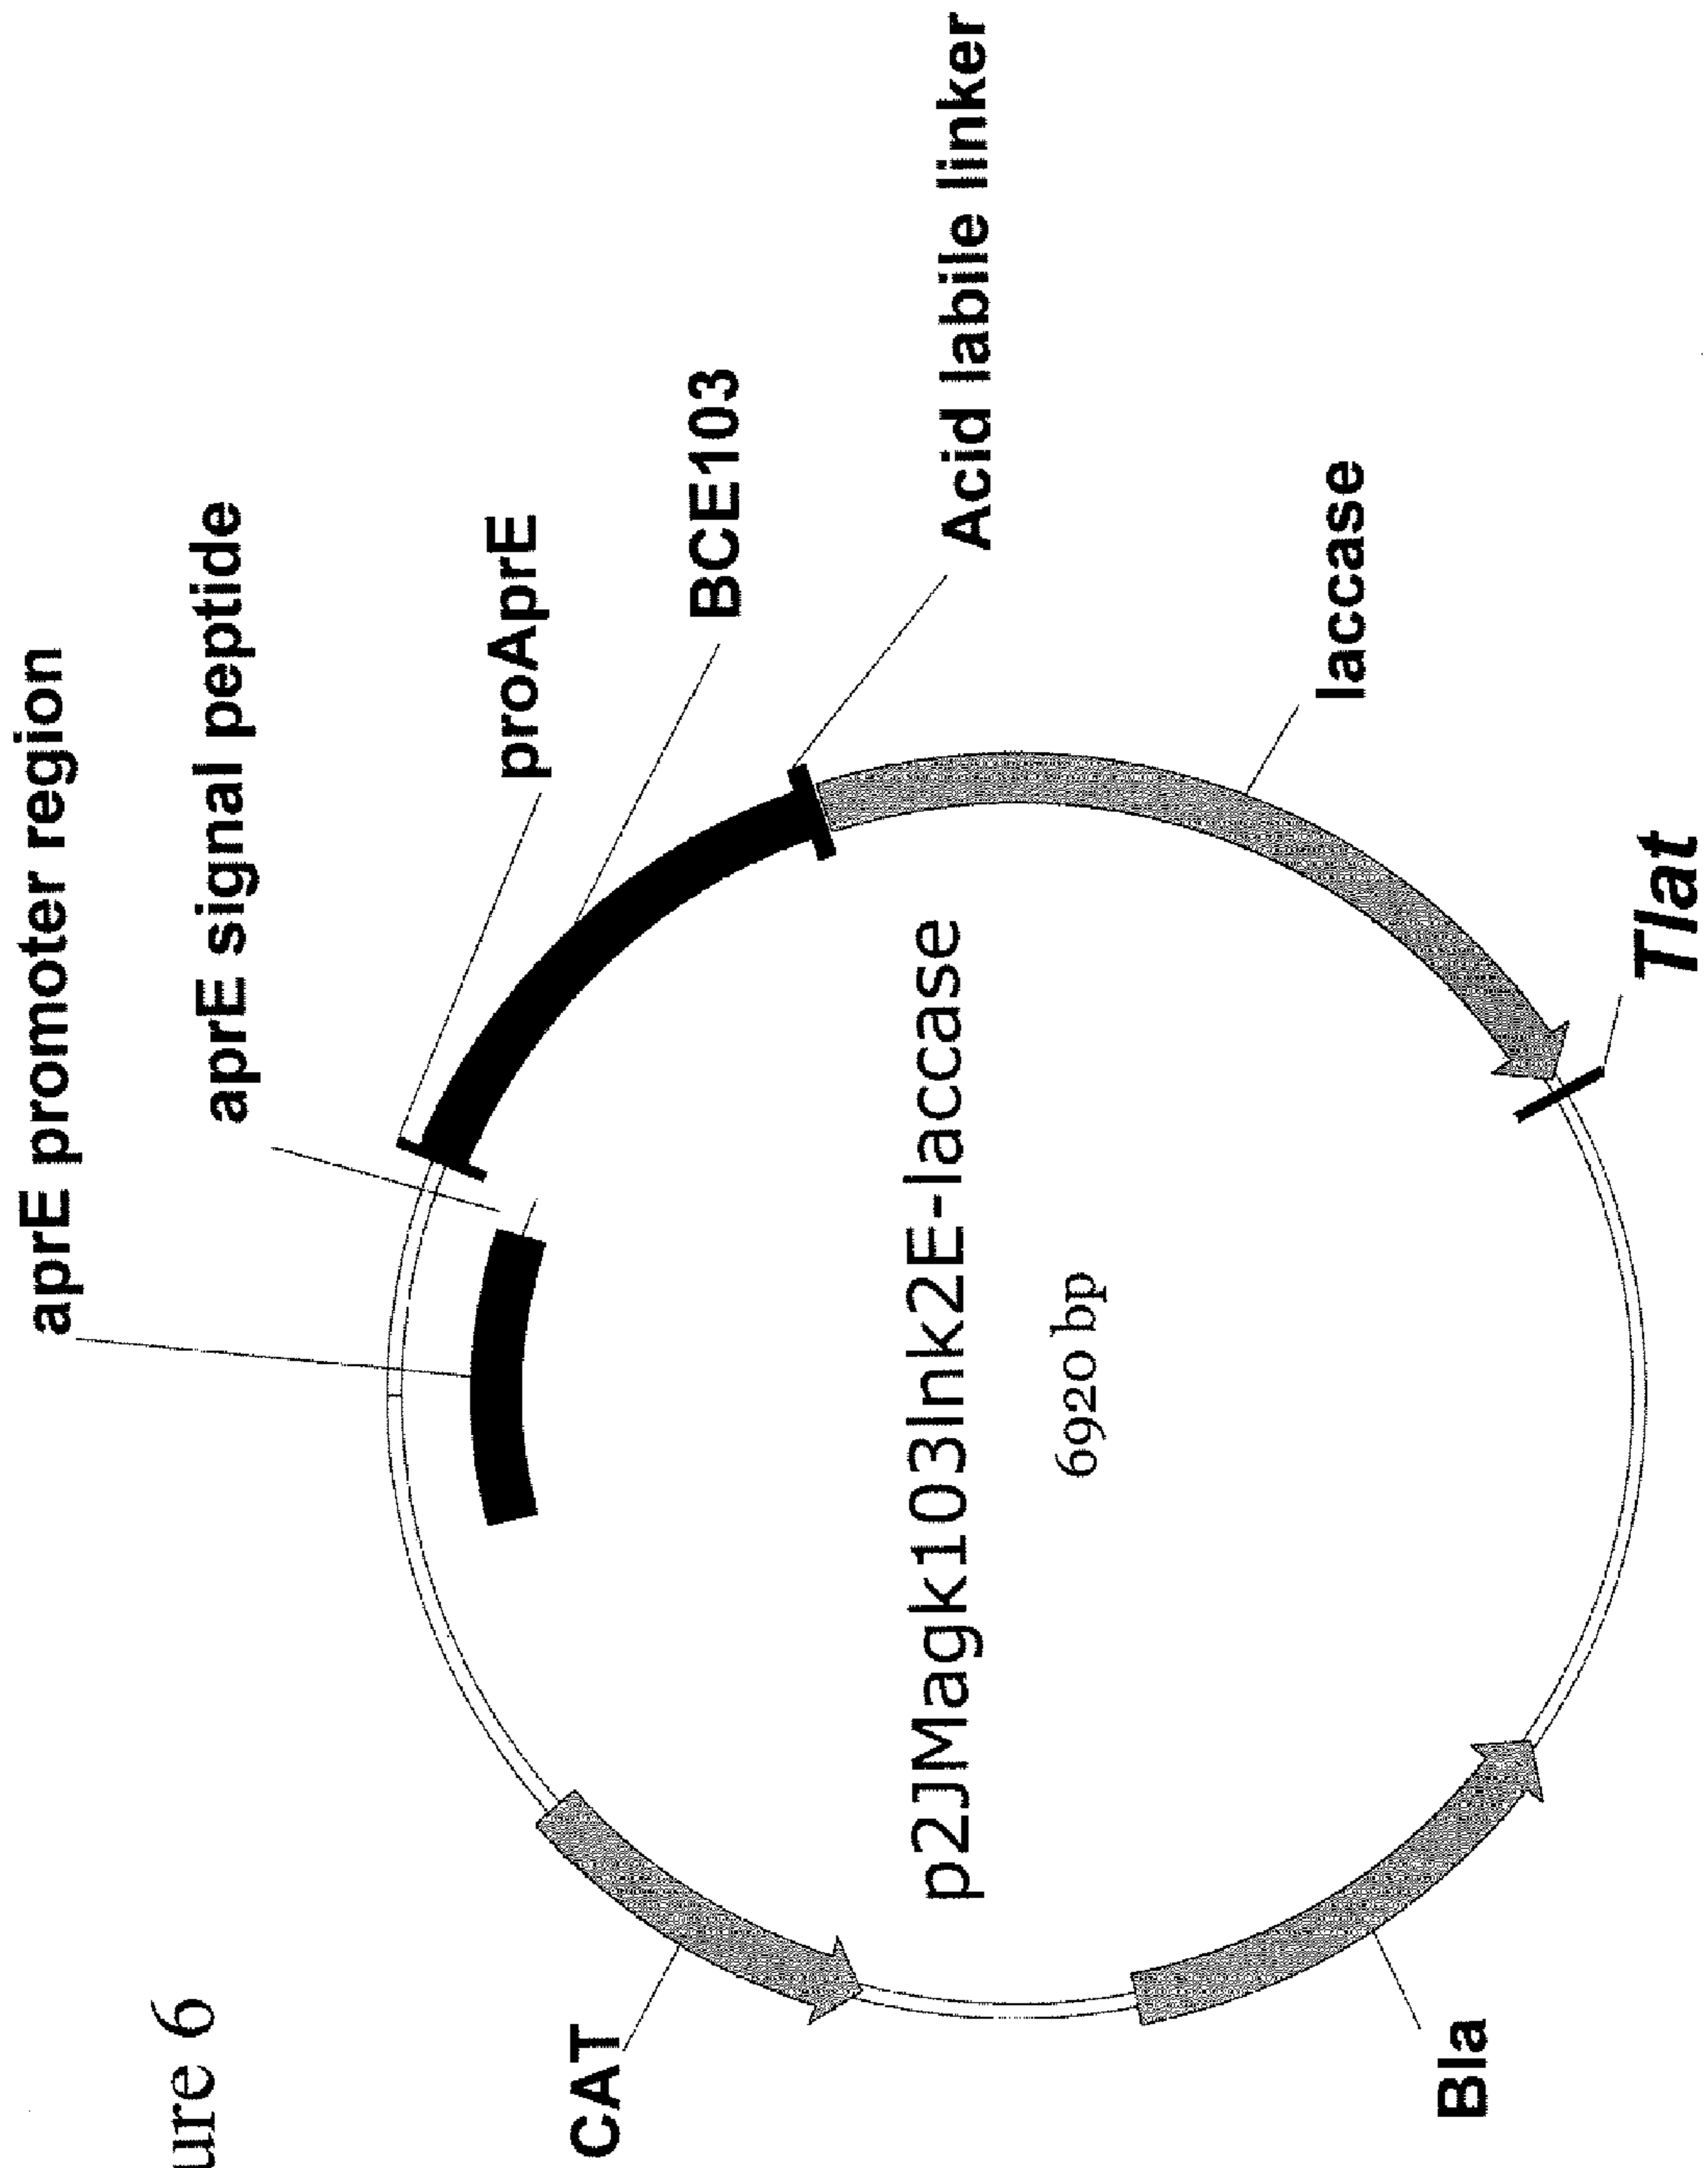 ure 6
aprE promoter region
aprE signal peptide
proAprE
BCE103
Acid labile linker
laccase
Tlat
Bla
CAT
p2JMagk103lnk2E-laccase
6920 bp